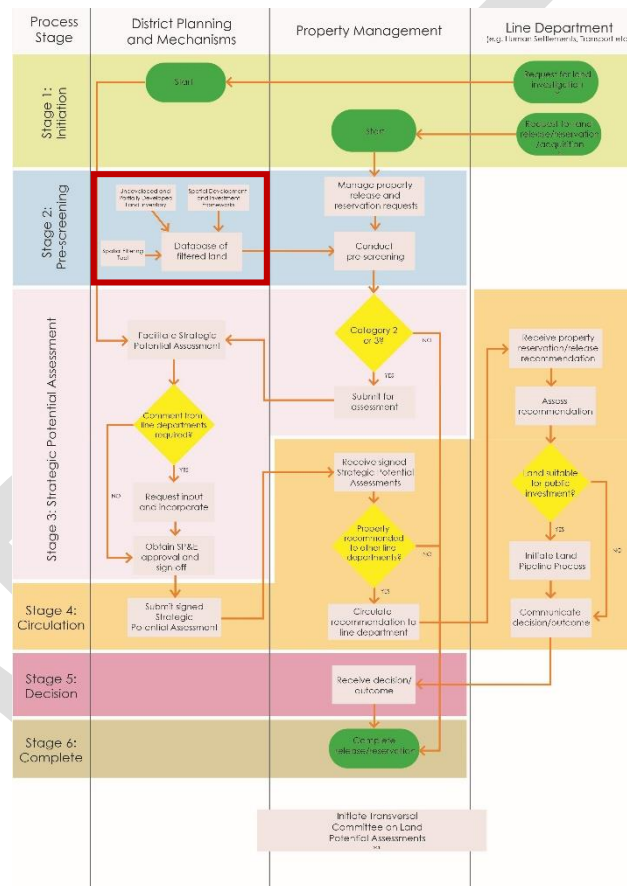 Process
Stage
District Planning
and Mechanisms
Property Management
Line Department
(e.g. Human Settlements, Transport etc
Stage 1:
Initiation
Start
Request for land
investigation
Start
Request for land
release/reservation
/acquisition
Stage 2:
Pre-screening
Undeveloped and
Partially Developed
Land Inventory
Spatial Development
and Investment
Framework
Spatial Filtering
Tool
Database of
filtered land
Manage property
release and
reservation requests
Conduct
pre-screening
Stage 3: Strategic Potential Assessment
Facilitate Strategic
Potential Assessment
Category 2
or 3?
NO
YES
Submit for
assessment
Comment from
line departments
required?
YES
NO
Request input
and incorporate
Obtain SP&E
approval and
sign off
Receive signed
Strategic Potential
Assessments
Property
recommended
to other line
departments?
NO
YES
Receive property
reservation/release
recommendation
Assess
recommendation
Land suitable
for public
investment?
YES
NO
Initiate Land
Pipeline Process
Stage 4:
Circulation
Submit signed
Strategic
Potential Assessment
Circulate
recommendation to
line department
Communicate
decision/outcome
Stage 5:
Decision
Receive decision/
outcome
Stage 6:
Complete
Complete
release/reservation
Initiate Transversal
Committee on Land
Potential Assessments